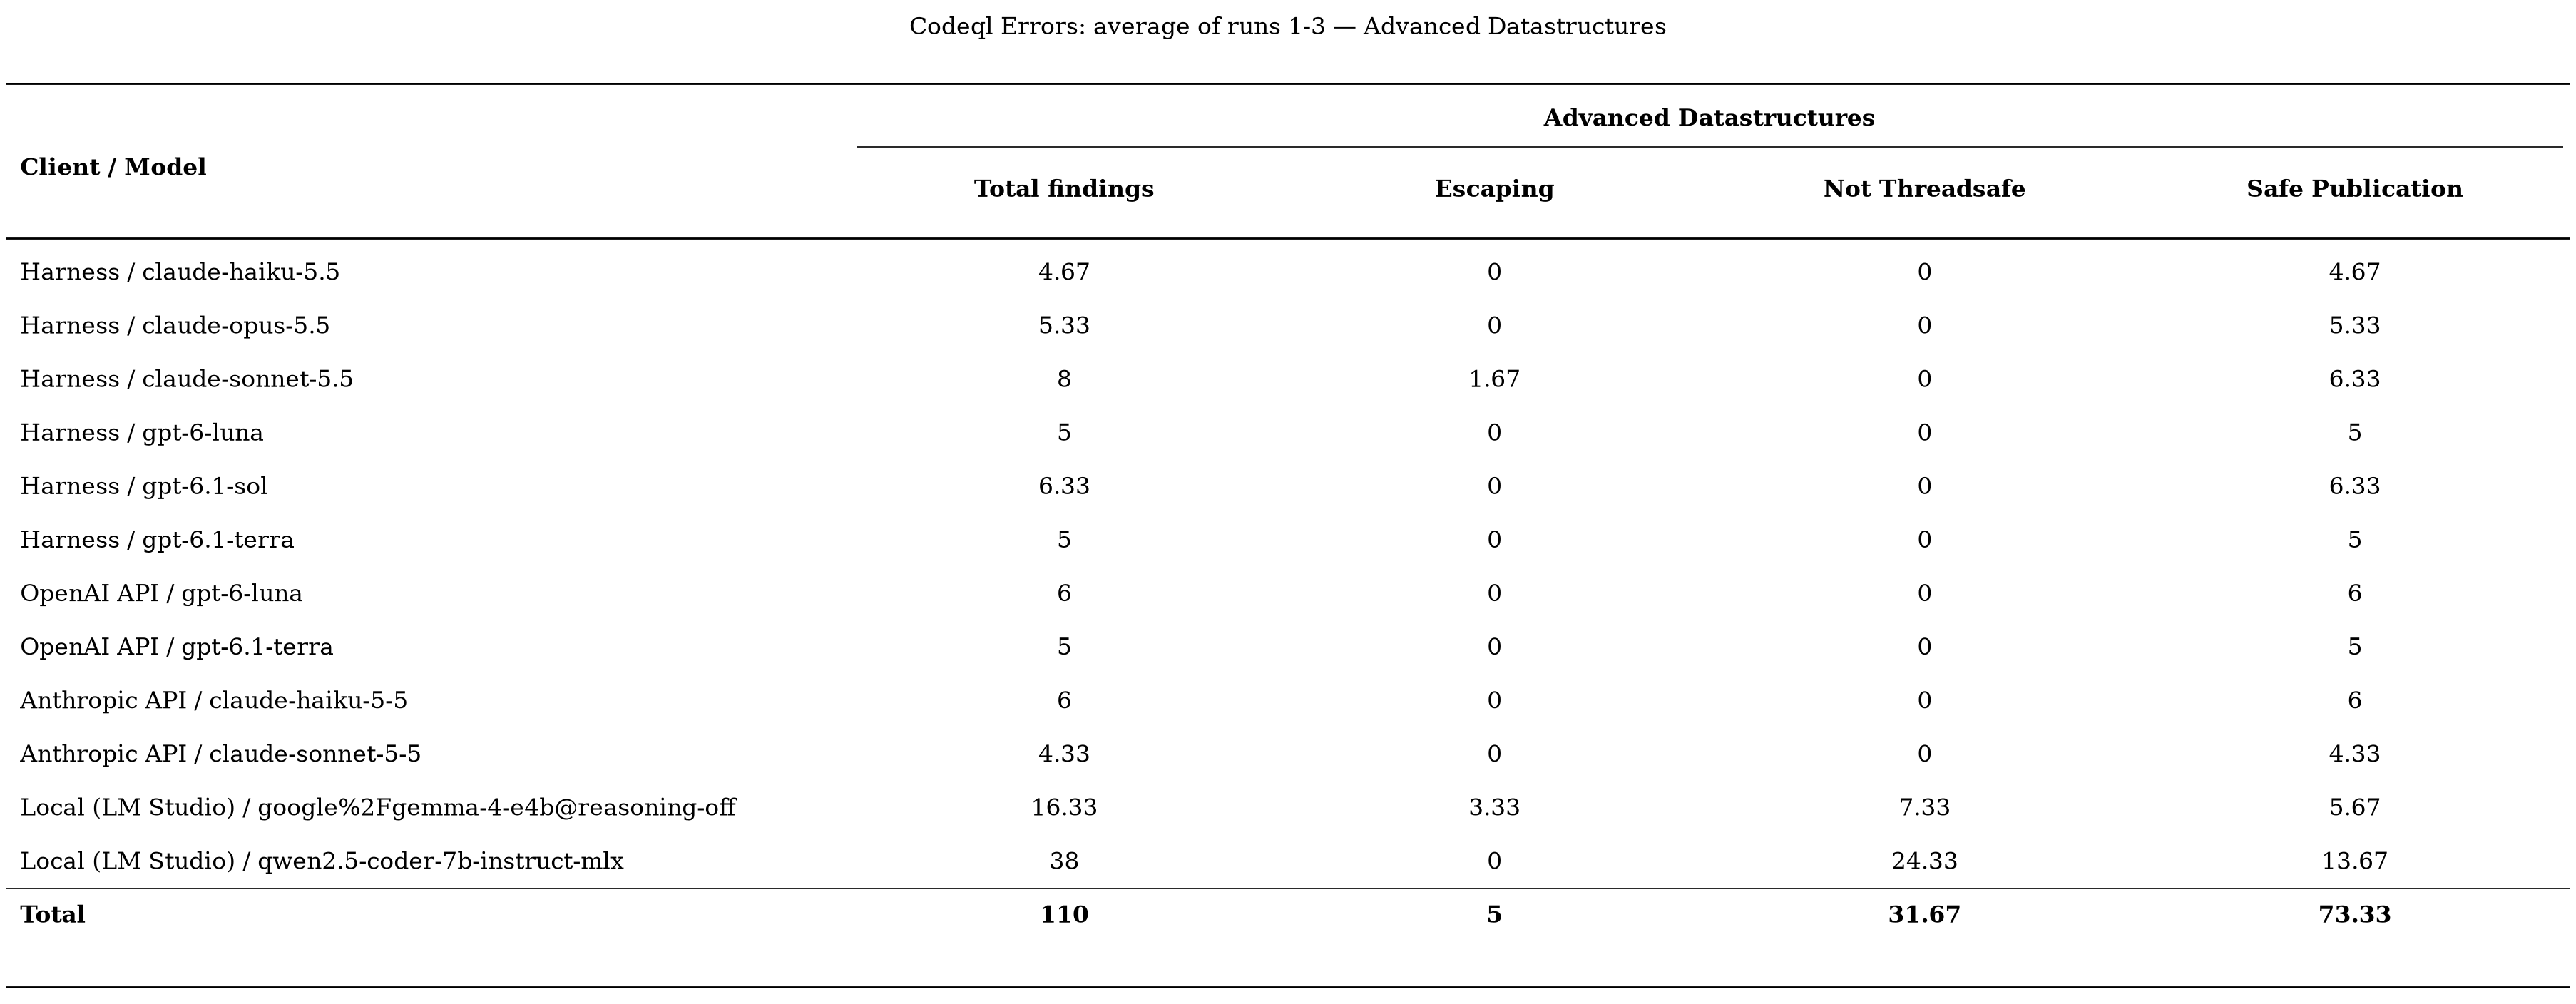 Codeql Errors: average of runs 1-3 — Advanced Datastructures
Advanced Datastructures
Client / Model
Total findings Escaping Not Threadsafe Safe Publication
Harness / claude-haiku-5.5 4.67 0 0 4.67
Harness / claude-opus-5.5 5.33 0 0 5.33
Harness / claude-sonnet-5.5 8 1.67 0 6.33
Harness / gpt-6-luna 5 0 0 5
Harness / gpt-6.1-sol 6.33 0 0 6.33
Harness / gpt-6.1-terra 5 0 0 5
OpenAI API / gpt-6-luna 6 0 0 6
OpenAI API / gpt-6.1-terra 5 0 0 5
Anthropic API / claude-haiku-5-5 6 0 0 6
Anthropic API / claude-sonnet-5-5 4.33 0 0 4.33
Local (LM Studio) / google%2Fgemma-4-e4b@reasoning-off 16.33 3.33 7.33 5.67
Local (LM Studio) / qwen2.5-coder-7b-instruct-mlx 38 0 24.33 13.67
Total 110 5 31.67 73.33